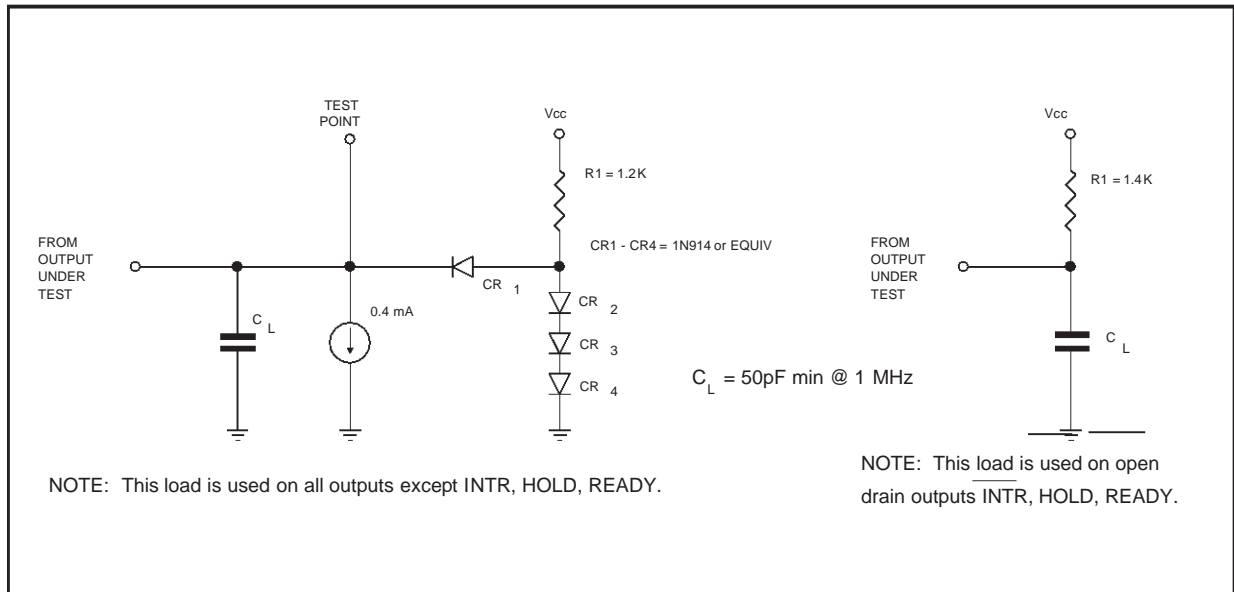 TEST
POINT
Vcc
R1 = 1.2K
FROM
OUTPUT
UNDER
TEST
CR1 - CR4 = 1N914 or EQUIV
CR 1
CR 2
CR 3
CR 4
0.4 mA
C L
C L = 50pF min @ 1 MHz
NOTE: This load is used on all outputs except INTR, HOLD, READY.
Vcc
R1 = 1.4K
FROM
OUTPUT
UNDER
TEST
C L
NOTE: This load is used on open
drain outputs INTR, HOLD, READY.